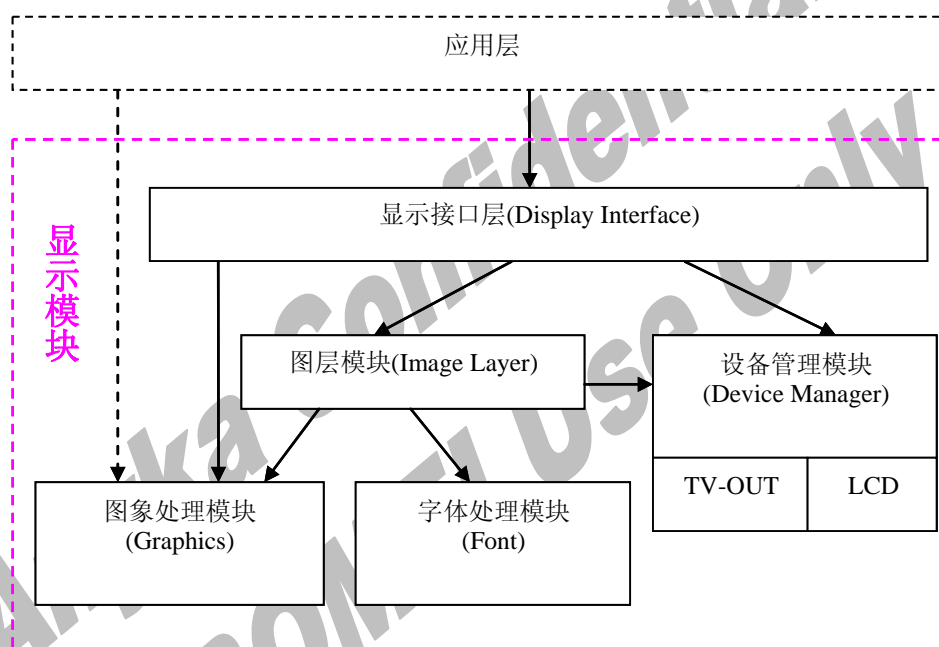 应用层
显示接口层(Display Interface)
显示模块
图层模块(Image Layer)
设备管理模块
(Device Manager)
TV-OUT
LCD
图象处理模块
(Graphics)
字体处理模块
(Font)